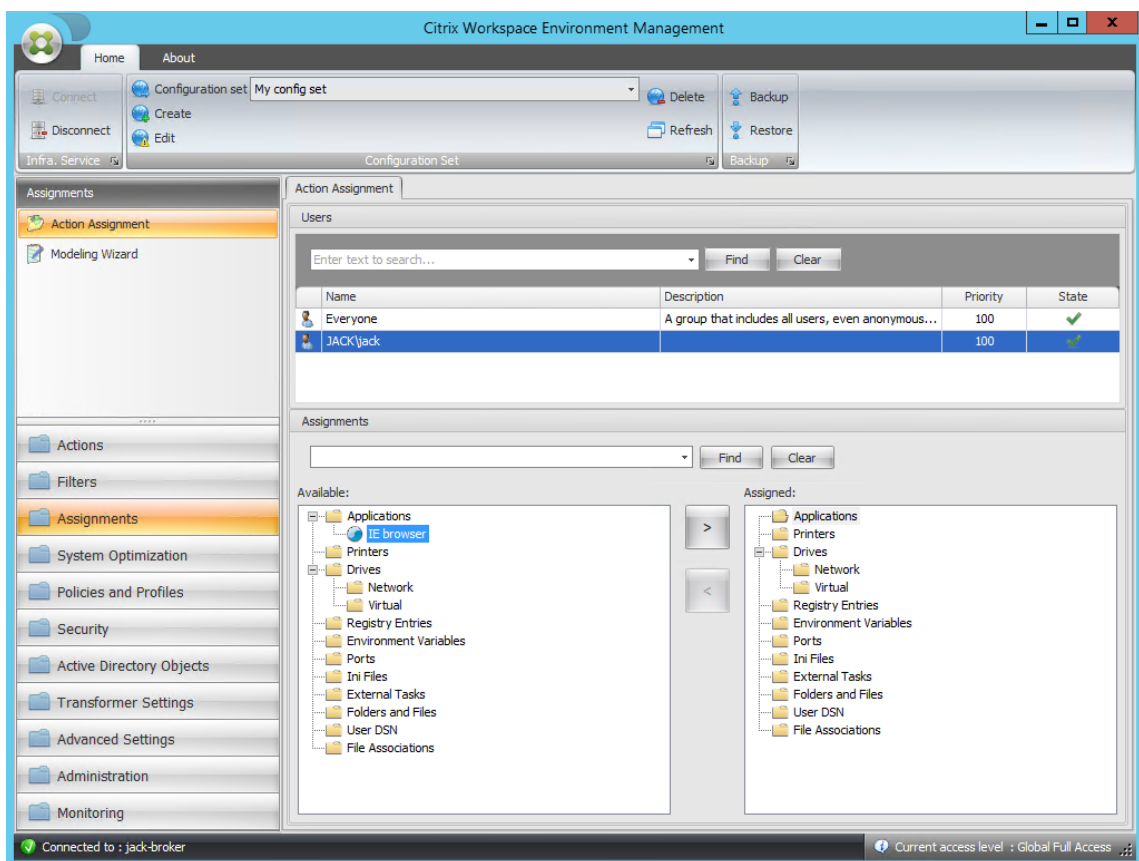 Citrix Workspace Environment Management
Home About
Connect
Disconnect
Infra. Service
Configuration set My config set
Create
Edit
Delete
Refresh
Configuration Set
Backup
Restore
Backup
Assignments
Action Assignment
Modeling Wizard
Actions
Filters
Assignments
System Optimization
Policies and Profiles
Security
Active Directory Objects
Transformer Settings
Advanced Settings
Administration
Monitoring
Action Assignment
Users
Enter text to search... Find Clear
Name Description Priority State
Everyone A group that includes all users, even anonymous... 100
JACK\jack 100
Assignments
Find Clear
Available:
Applications
IE browser
Printers
Drives
Network
Virtual
Registry Entries
Environment Variables
Ports
Ini Files
External Tasks
Folders and Files
User DSN
File Associations
>
<
Assigned:
Applications
Printers
Drives
Network
Virtual
Registry Entries
Environment Variables
Ports
Ini Files
External Tasks
Folders and Files
User DSN
File Associations
Connected to : jack-broker
Current access level : Global Full Access